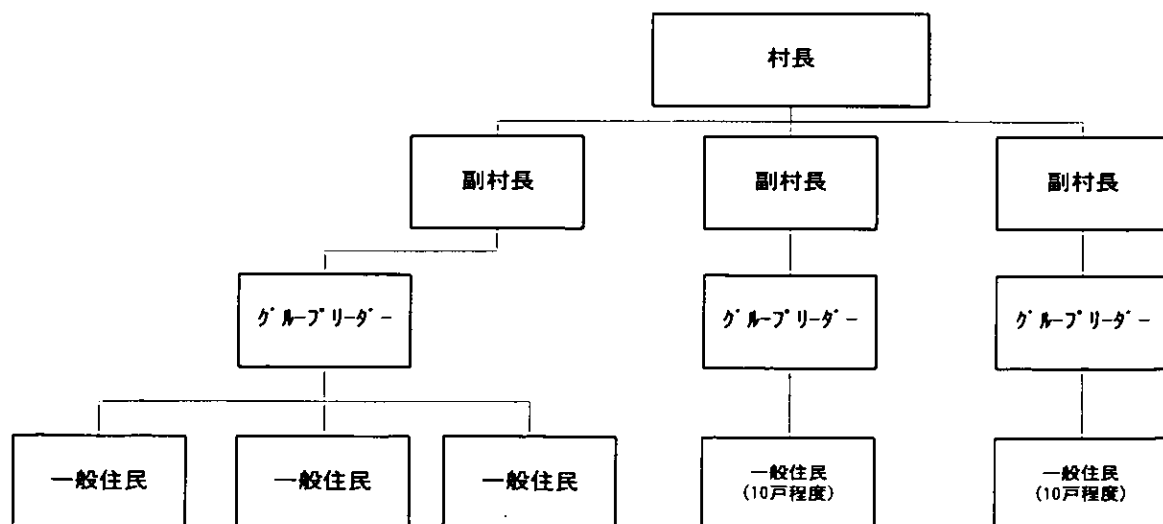 村長
副村長
副村長
副村長
グループリーダー
グループリーダー
グループリーダー
一般住民
一般住民
一般住民
一般住民
(10戸程度)
一般住民
(10戸程度)